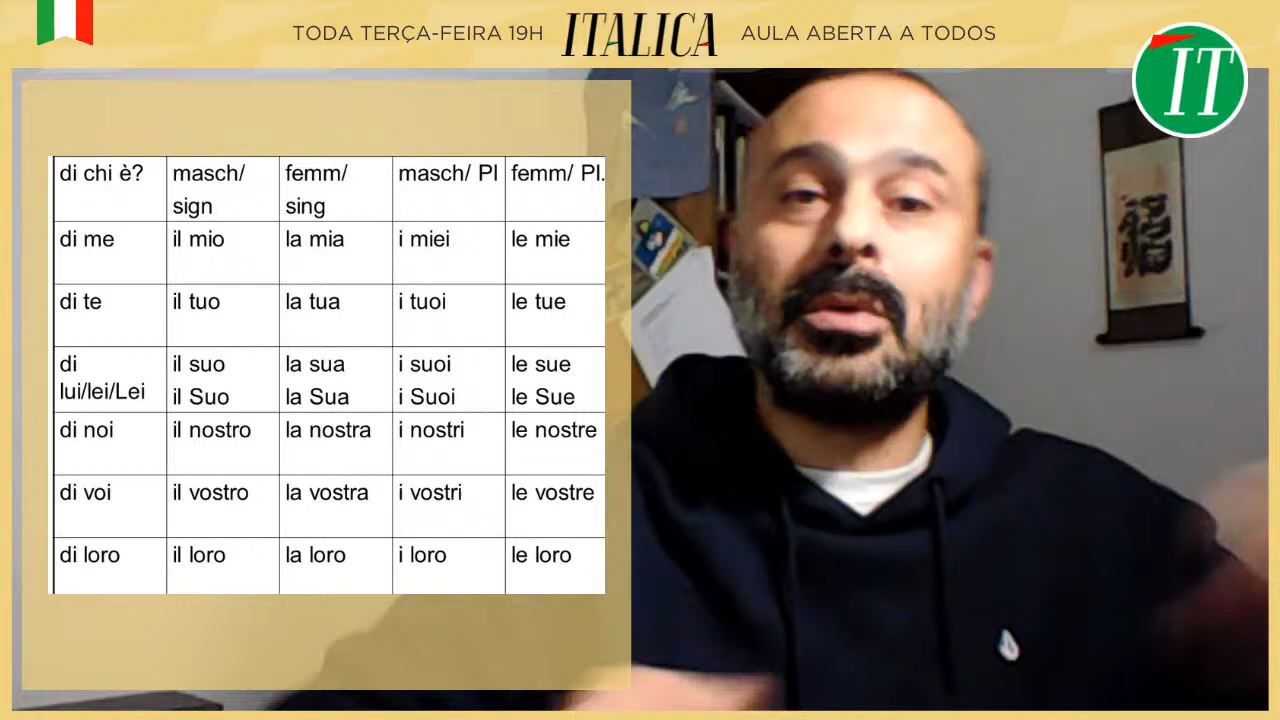 TODA TERÇA-FEIRA 19H ITALICA AULA ABERTA A TODOS
IT
di chi è? masch/ sign femm/ sing masch/ Pl femm/ Pl.
di me il mio la mia i miei le mie
di te il tuo la tua i tuoi le tue
di lui/lei/Lei il suo la sua i suoi le sue
il Suo la Sua i Suoi le Sue
di noi il nostro la nostra i nostri le nostre
di voi il vostro la vostra i vostri le vostre
di loro il loro la loro i loro le loro